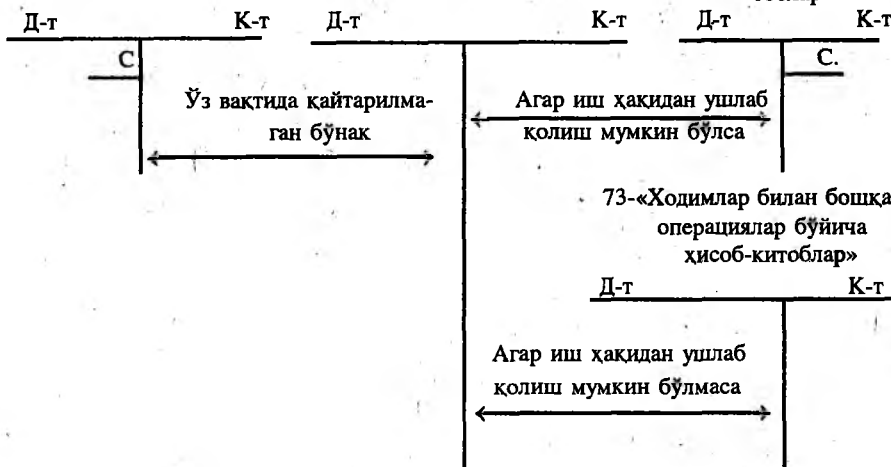 Д-т К-т Д-т К-т Д-т К-т
С. С.
Ўз вақтида қайтарилма-
ган бўнак
Агар иш ҳақидан ушлаб
қолиш мумкин бўлса
73-«Ходимлар билан бошқа
операциялар бўйича
ҳисоб-китоблар»
Д-т К-т
Агар иш ҳақидан ушлаб
қолиш мумкин бўлмаса